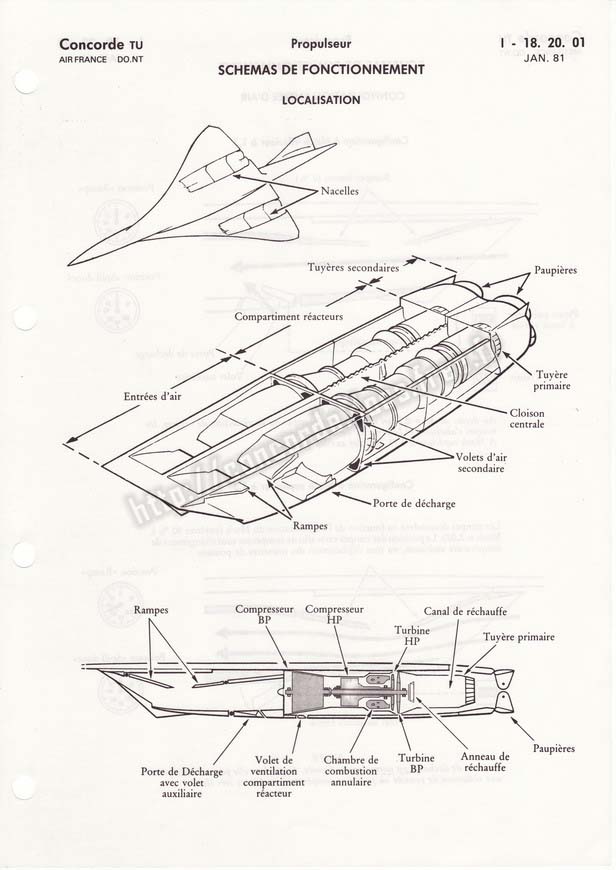 Concorde TU
AIR FRANCE DO.NT
Propulseur
I - 18. 20. 01
JAN. 81
SCHEMAS DE FONCTIONNEMENT
LOCALISATION
Nacelles
Tuyères secondaires
Paupières
Compartiment réacteurs
Entrées d'air
Tuyère
primaire
Cloison
centrale
Volets d'air
secondaire
Porte de décharge
Rampes
Rampes
Compresseur
BP
Compresseur
HP
Turbine
HP
Canal de réchauffe
Tuyère primaire
Porte de Décharge
avec volet
auxiliaire
Volet de
ventilation
compartiment
réacteur
Chambre de
combustion
annulaire
Turbine
BP
Anneau de
réchauffe
Paupières